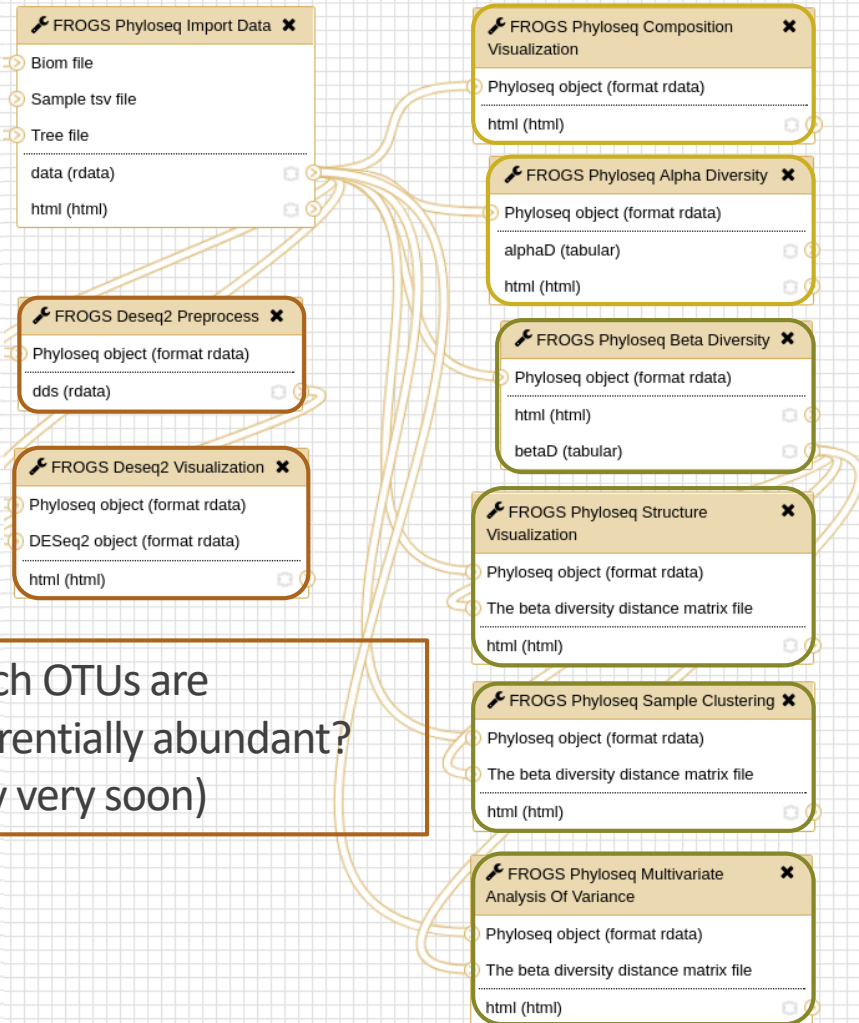 FROGS Phyloseq Import Data
Biom file
Sample tsv file
Tree file
data (rdata)
html (html)
FROGS Deseq2 Preprocess
Phyloseq object (format rdata)
dds (rdata)
FROGS Deseq2 Visualization
Phyloseq object (format rdata)
DESeq2 object (format rdata)
html (html)
ch OTUs are
rentially abundant?
y very soon)
FROGS Phyloseq Composition
Visualization
Phyloseq object (format rdata)
html (html)
FROGS Phyloseq Alpha Diversity
Phyloseq object (format rdata)
alphaD (tabular)
html (html)
FROGS Phyloseq Beta Diversity
Phyloseq object (format rdata)
html (html)
betaD (tabular)
FROGS Phyloseq Structure
Visualization
Phyloseq object (format rdata)
The beta diversity distance matrix file
html (html)
FROGS Phyloseq Sample Clustering
Phyloseq object (format rdata)
The beta diversity distance matrix file
html (html)
FROGS Phyloseq Multivariate
Analysis Of Variance
Phyloseq object (format rdata)
The beta diversity distance matrix file
html (html)